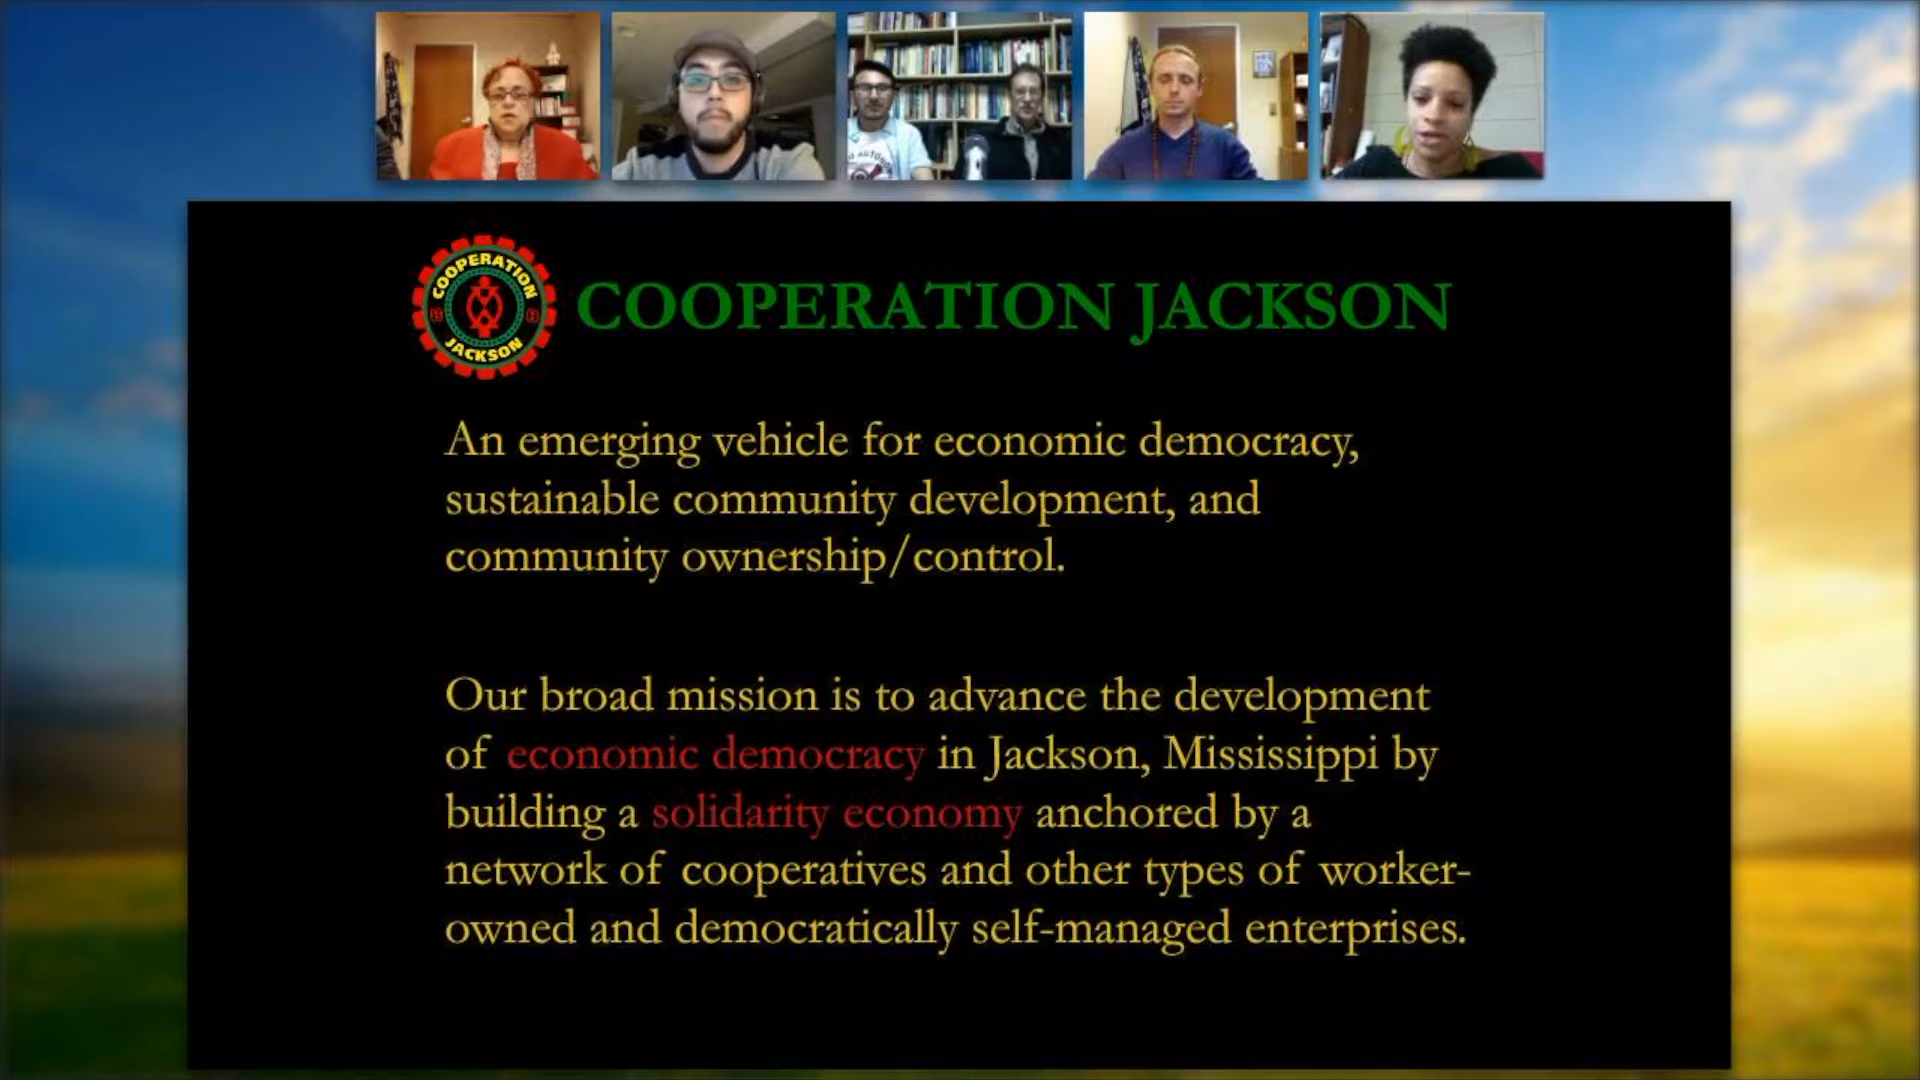 COOPERATION
JACKSON
COOPERATION JACKSON
An emerging vehicle for economic democracy,
sustainable community development, and
community ownership/control.
Our broad mission is to advance the development
of economic democracy in Jackson, Mississippi by
building a solidarity economy anchored by a
network of cooperatives and other types of worker-
owned and democratically self-managed enterprises.